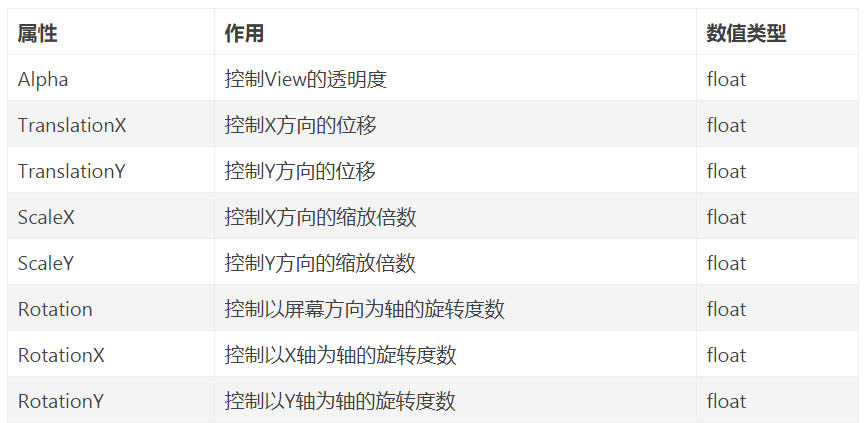 属性 作用 数值类型
Alpha 控制View的透明度 float
TranslationX 控制X方向的位移 float
TranslationY 控制Y方向的位移 float
ScaleX 控制X方向的缩放倍数 float
ScaleY 控制Y方向的缩放倍数 float
Rotation 控制以屏幕方向为轴的旋转度数 float
RotationX 控制以X轴为轴的旋转度数 float
RotationY 控制以Y轴为轴的旋转度数 float